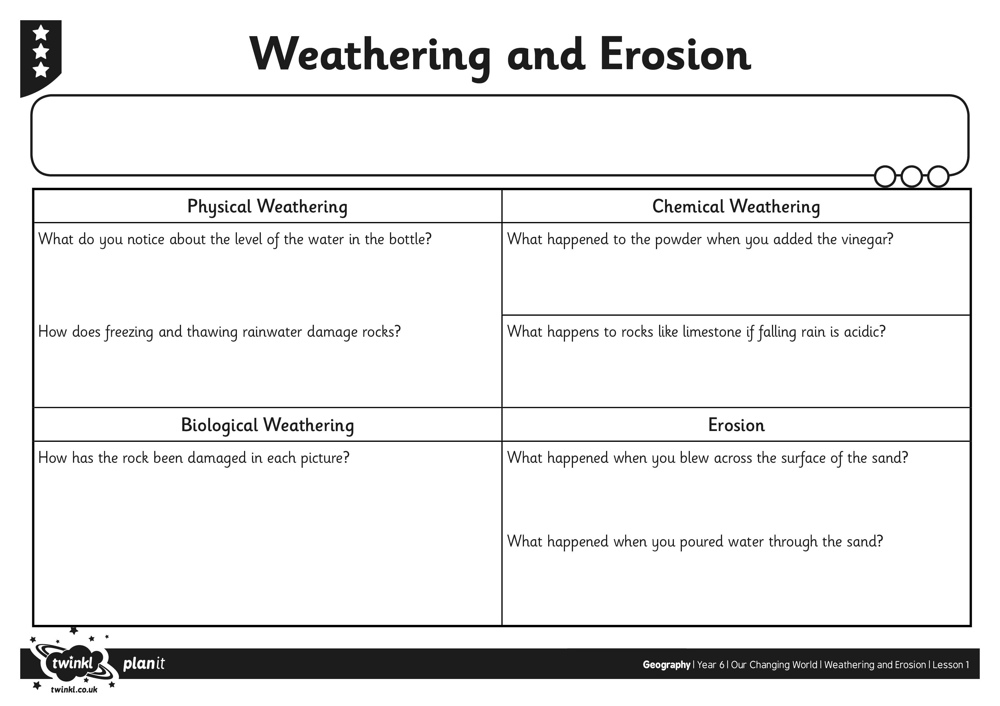 Weathering and Erosion
Physical Weathering
What do you notice about the level of the water in the bottle?
How does freezing and thawing rainwater damage rocks?
Chemical Weathering
What happened to the powder when you added the vinegar?
What happens to rocks like limestone if falling rain is acidic?
Biological Weathering
How has the rock been damaged in each picture?
Erosion
What happened when you blew across the surface of the sand?
What happened when you poured water through the sand?
twinkl
planit
twinkl.co.uk
Geography | Year 6 | Our Changing World | Weathering and Erosion | Lesson 1